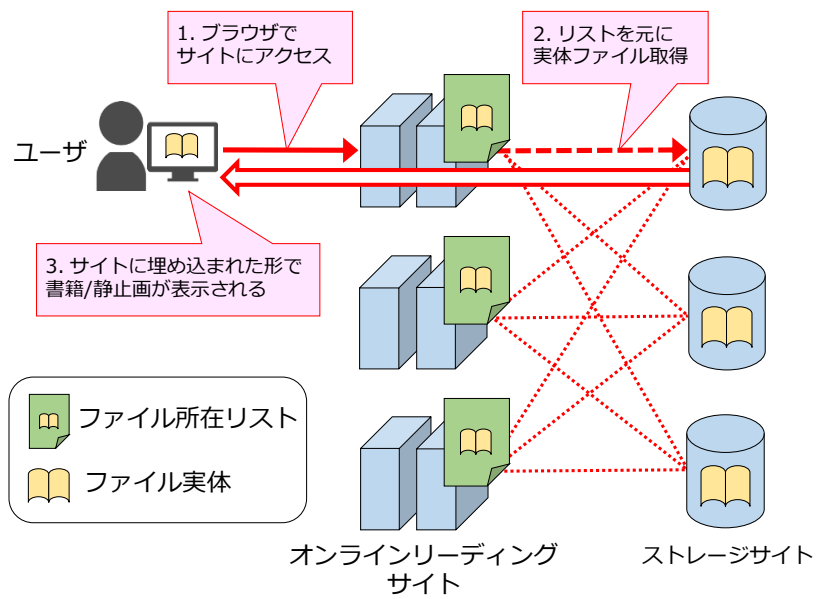 1. ブラウザで
サイトにアクセス
2. リストを元に
実体ファイル取得
ユーザ
3. サイトに埋め込まれた形で
書籍/静止画が表示される
ファイル所在リスト
ファイル実体
オンラインリーディング
サイト
ストレージサイト